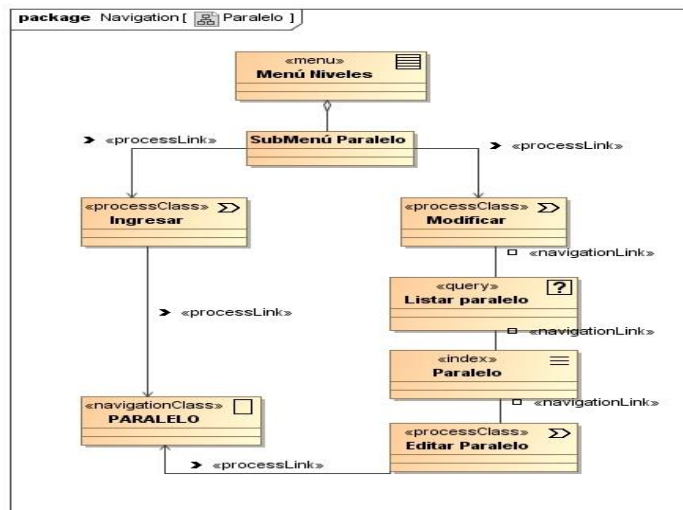 package Navigation [ Paralelo ]
«menu»
Menú Niveles
SubMenú Paralelo
«processLink»
«processLink»
«processClass»
Ingresar
«processClass»
Modificar
«navigationLink»
«query»
Listar paralelo
«processLink»
«navigationLink»
«index»
Paralelo
«navigationLink»
«navigationClass»
PARALELO
«processClass»
Editar Paralelo
«processLink»